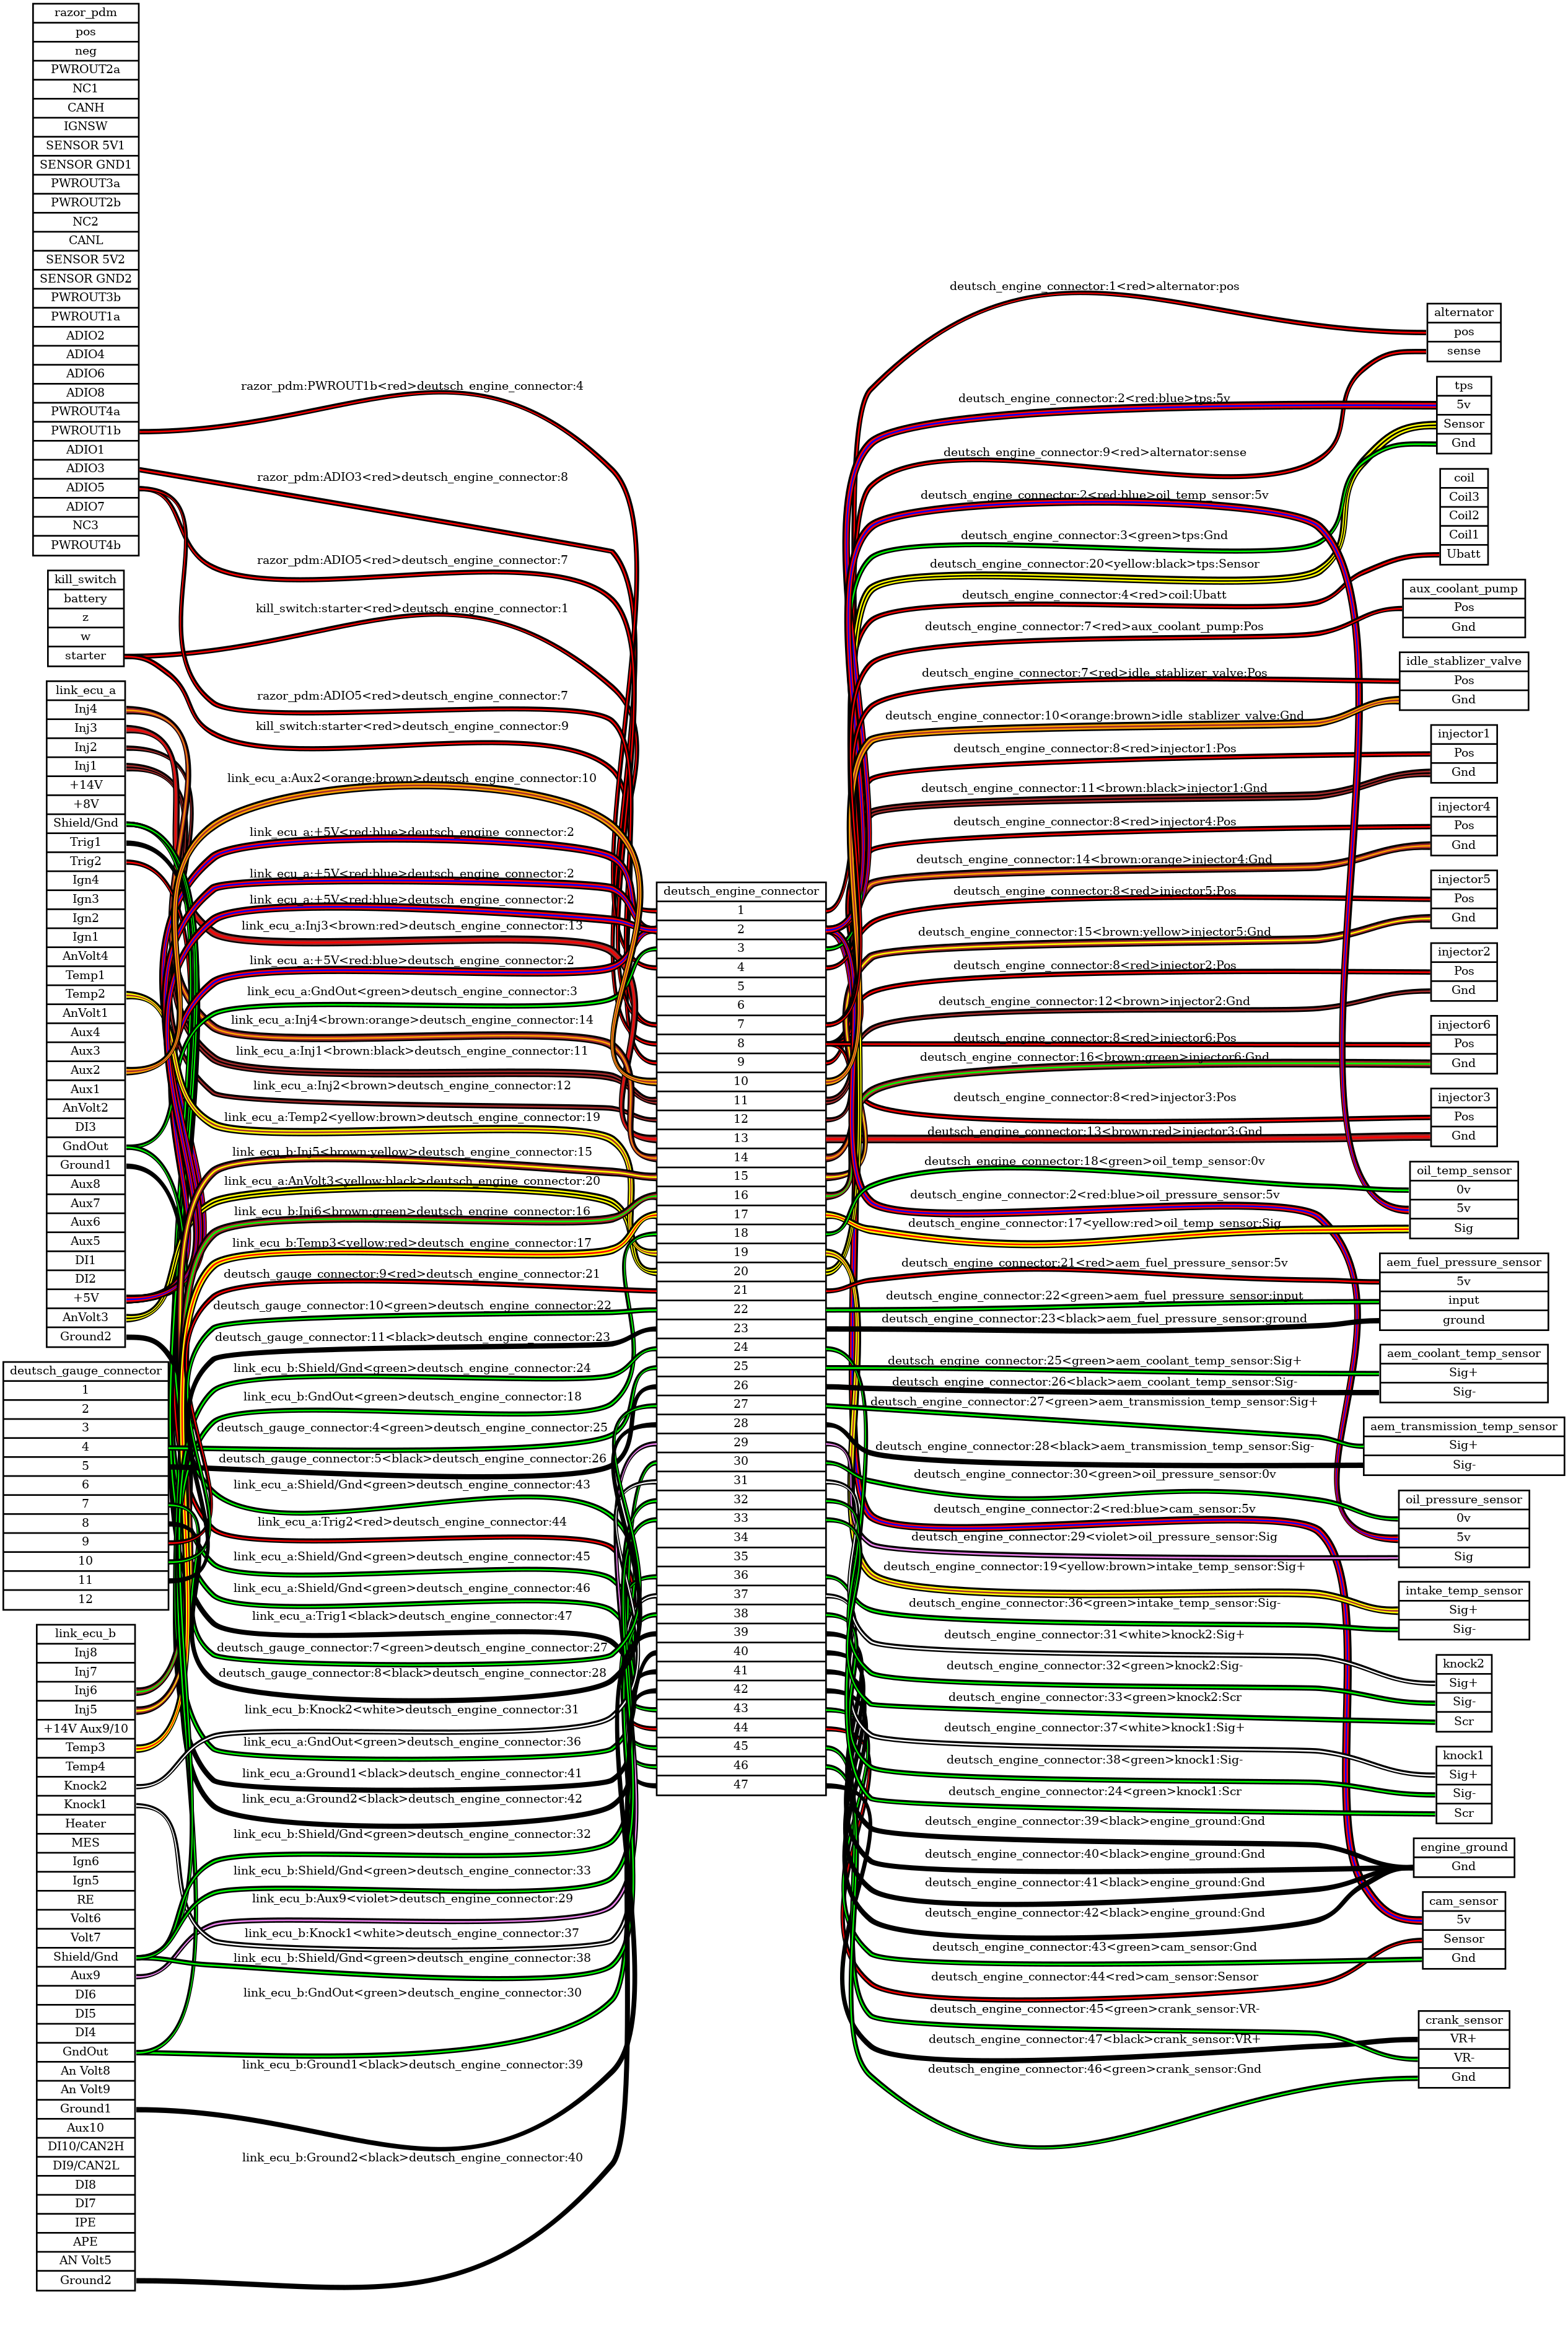 razor_pdm
pos
neg
PWROUT2a
NC1
CANH
IGNSW
SENSOR 5V1
SENSOR GND1
PWROUT3a
PWROUT2b
NC2
CANL
SENSOR 5V2
SENSOR GND2
PWROUT3b
PWROUT1a
ADIO2
ADIO4
ADIO6
ADIO8
PWROUT4a
PWROUT1b
ADIO1
ADIO3
ADIO5
ADIO7
NC3
PWROUT4b
kill_switch
battery
z
w
starter
link_ecu_a
Inj4
Inj3
Inj2
Inj1
+14V
+8V
Shield/Gnd
Trig1
Trig2
Ign4
Ign3
Ign2
Ign1
AnVolt4
Temp1
Temp2
AnVolt1
Aux4
Aux3
Aux2
Aux1
AnVolt2
DI3
GndOut
Ground1
Aux8
Aux7
Aux6
Aux5
DI1
DI2
+5V
AnVolt3
Ground2
deutsch_gauge_connector
1
2
3
4
5
6
7
8
9
10
11
12
link_ecu_b
Inj8
Inj7
Inj6
Inj5
+14V Aux9/10
Temp3
Temp4
Knock2
Knock1
Heater
MES
Ign6
Ign5
RE
Volt6
Volt7
Shield/Gnd
Aux9
DI6
DI5
DI4
GndOut
An Volt8
An Volt9
Ground1
Aux10
DI10/CAN2H
DI9/CAN2L
DI8
DI7
IPE
APE
AN Volt5
Ground2
razor_pdm:PWROUT1b<red>deutsch_engine_connector:4
razor_pdm:ADIO3<red>deutsch_engine_connector:8
razor_pdm:ADIO5<red>deutsch_engine_connector:7
kill_switch:starter<red>deutsch_engine_connector:1
razor_pdm:ADIO5<red>deutsch_engine_connector:7
kill_switch:starter<red>deutsch_engine_connector:9
link_ecu_a:Aux2<orange:brown>deutsch_engine_connector:10
link_ecu_a:+5V<red:blue>deutsch_engine_connector:2
link_ecu_a:+5V<red:blue>deutsch_engine_connector:2
link_ecu_a:+5V<red:blue>deutsch_engine_connector:2
link_ecu_a:Inj3<brown:red>deutsch_engine_connector:13
link_ecu_a:+5V<red:blue>deutsch_engine_connector:2
link_ecu_a:GndOut<green>deutsch_engine_connector:3
link_ecu_a:Inj4<brown:orange>deutsch_engine_connector:14
link_ecu_a:Inj1<brown:black>deutsch_engine_connector:11
link_ecu_a:Inj2<brown>deutsch_engine_connector:12
link_ecu_a:Temp2<yellow:brown>deutsch_engine_connector:19
link_ecu_b:Inj5<brown:yellow>deutsch_engine_connector:15
link_ecu_a:AnVolt3<yellow:black>deutsch_engine_connector:20
link_ecu_b:Inj6<brown:green>deutsch_engine_connector:16
link_ecu_b:Temp3<yellow:red>deutsch_engine_connector:17
deutsch_gauge_connector:9<red>deutsch_engine_connector:21
deutsch_gauge_connector:10<green>deutsch_engine_connector:22
deutsch_gauge_connector:11<black>deutsch_engine_connector:23
link_ecu_b:Shield/Gnd<green>deutsch_engine_connector:24
link_ecu_b:GndOut<green>deutsch_engine_connector:18
deutsch_gauge_connector:4<green>deutsch_engine_connector:25
deutsch_gauge_connector:5<black>deutsch_engine_connector:26
link_ecu_a:Shield/Gnd<green>deutsch_engine_connector:43
link_ecu_a:Trig2<red>deutsch_engine_connector:44
link_ecu_a:Shield/Gnd<green>deutsch_engine_connector:45
link_ecu_a:Shield/Gnd<green>deutsch_engine_connector:46
link_ecu_a:Trig1<black>deutsch_engine_connector:47
deutsch_gauge_connector:7<green>deutsch_engine_connector:27
deutsch_gauge_connector:8<black>deutsch_engine_connector:28
link_ecu_b:Knock2<white>deutsch_engine_connector:31
link_ecu_a:GndOut<green>deutsch_engine_connector:36
link_ecu_a:Ground1<black>deutsch_engine_connector:41
link_ecu_a:Ground2<black>deutsch_engine_connector:42
link_ecu_b:Shield/Gnd<green>deutsch_engine_connector:32
link_ecu_b:Shield/Gnd<green>deutsch_engine_connector:33
link_ecu_b:Aux9<violet>deutsch_engine_connector:29
link_ecu_b:Knock1<white>deutsch_engine_connector:37
link_ecu_b:Shield/Gnd<green>deutsch_engine_connector:38
link_ecu_b:GndOut<green>deutsch_engine_connector:30
link_ecu_b:Ground1<black>deutsch_engine_connector:39
link_ecu_b:Ground2<black>deutsch_engine_connector:40
deutsch_engine_connector
1
2
3
4
5
6
7
8
9
10
11
12
13
14
15
16
17
18
19
20
21
22
23
24
25
26
27
28
29
30
31
32
33
34
35
36
37
38
39
40
41
42
43
44
45
46
47
deutsch_engine_connector:1<red>alternator:pos
deutsch_engine_connector:2<red:blue>tps:5v
deutsch_engine_connector:9<red>alternator:sense
deutsch_engine_connector:2<red:blue>oil_temp_sensor:5v
deutsch_engine_connector:3<green>tps:Gnd
deutsch_engine_connector:20<yellow:black>tps:Sensor
deutsch_engine_connector:4<red>coil:Ubatt
deutsch_engine_connector:7<red>aux_coolant_pump:Pos
deutsch_engine_connector:7<red>idle_stablizer_valve:Pos
deutsch_engine_connector:10<orange:brown>idle_stablizer_valve:Gnd
deutsch_engine_connector:8<red>injector1:Pos
deutsch_engine_connector:11<brown:black>injector1:Gnd
deutsch_engine_connector:8<red>injector4:Pos
deutsch_engine_connector:14<brown:orange>injector4:Gnd
deutsch_engine_connector:8<red>injector5:Pos
deutsch_engine_connector:15<brown:yellow>injector5:Gnd
deutsch_engine_connector:8<red>injector2:Pos
deutsch_engine_connector:12<brown>injector2:Gnd
deutsch_engine_connector:8<red>injector6:Pos
deutsch_engine_connector:16<brown:green>injector6:Gnd
deutsch_engine_connector:8<red>injector3:Pos
deutsch_engine_connector:13<brown:red>injector3:Gnd
deutsch_engine_connector:18<green>oil_temp_sensor:0v
deutsch_engine_connector:2<red:blue>oil_pressure_sensor:5v
deutsch_engine_connector:17<yellow:red>oil_temp_sensor:Sig
deutsch_engine_connector:21<red>aem_fuel_pressure_sensor:5v
deutsch_engine_connector:22<green>aem_fuel_pressure_sensor:input
deutsch_engine_connector:23<black>aem_fuel_pressure_sensor:ground
deutsch_engine_connector:25<green>aem_coolant_temp_sensor:Sig+
deutsch_engine_connector:26<black>aem_coolant_temp_sensor:Sig-
deutsch_engine_connector:27<green>aem_transmission_temp_sensor:Sig+
deutsch_engine_connector:28<black>aem_transmission_temp_sensor:Sig-
deutsch_engine_connector:30<green>oil_pressure_sensor:0v
deutsch_engine_connector:2<red:blue>cam_sensor:5v
deutsch_engine_connector:29<violet>oil_pressure_sensor:Sig
deutsch_engine_connector:19<yellow:brown>intake_temp_sensor:Sig+
deutsch_engine_connector:36<green>intake_temp_sensor:Sig-
deutsch_engine_connector:31<white>knock2:Sig+
deutsch_engine_connector:32<green>knock2:Sig-
deutsch_engine_connector:33<green>knock2:Scr
deutsch_engine_connector:37<white>knock1:Sig+
deutsch_engine_connector:38<green>knock1:Sig-
deutsch_engine_connector:24<green>knock1:Scr
deutsch_engine_connector:39<black>engine_ground:Gnd
deutsch_engine_connector:40<black>engine_ground:Gnd
deutsch_engine_connector:41<black>engine_ground:Gnd
deutsch_engine_connector:42<black>engine_ground:Gnd
deutsch_engine_connector:43<green>cam_sensor:Gnd
deutsch_engine_connector:44<red>cam_sensor:Sensor
deutsch_engine_connector:45<green>crank_sensor:VR-
deutsch_engine_connector:47<black>crank_sensor:VR+
deutsch_engine_connector:46<green>crank_sensor:Gnd
alternator
pos
sense
tps
5v
Sensor
Gnd
coil
Coil3
Coil2
Coil1
Ubatt
aux_coolant_pump
Pos
Gnd
idle_stablizer_valve
Pos
Gnd
injector1
Pos
Gnd
injector4
Pos
Gnd
injector5
Pos
Gnd
injector2
Pos
Gnd
injector6
Pos
Gnd
injector3
Pos
Gnd
oil_temp_sensor
0v
5v
Sig
aem_fuel_pressure_sensor
5v
input
ground
aem_coolant_temp_sensor
Sig+
Sig-
aem_transmission_temp_sensor
Sig+
Sig-
oil_pressure_sensor
0v
5v
Sig
intake_temp_sensor
Sig+
Sig-
knock2
Sig+
Sig-
Scr
knock1
Sig+
Sig-
Scr
engine_ground
Gnd
cam_sensor
5v
Sensor
Gnd
crank_sensor
VR+
VR-
Gnd